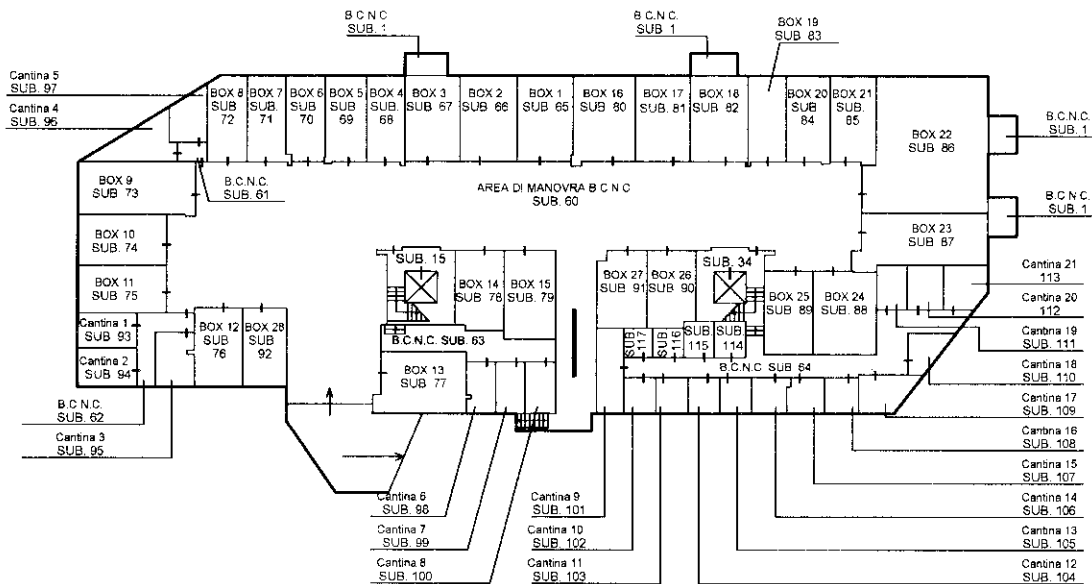 B C N C
SUB. 1
B.C.N.C.
SUB. 1
BOX 19
SUB. 83
Cantina 5
SUB. 97
Cantina 4
SUB. 96
BOX 8
SUB
72
BOX 7
SUB.
71
BOX 6
SUB
70
BOX 5
SUB
69
BOX 4
SUB.
68
BOX 3
SUB. 67
BOX 2
SUB 66
BOX 1
SUB. 65
BOX 16
SUB. 80
BOX 17
SUB. 81
BOX 18
SUB. 82
BOX 20
SUB
84
BOX 21
SUB.
85
BOX 22
SUB 86
B.C.N.C.
SUB. 1
B C N C.
SUB. 1
BOX 9
SUB 73
B.C.N.C.
SUB. 61
AREA DI MANOVRA B C N C
SUB. 60
BOX 10
SUB. 74
BOX 11
SUB 75
BOX 23
SUB 87
SUB. 15
BOX 14
SUB 78
BOX 15
SUB. 79
BOX 27
SUB 91
BOX 26
SUB. 90
SUB. 34
BOX 25
SUB 89
BOX 24
SUB. 88
Cantina 21
113
Cantina 20
112
Cantina 19
SUB. 111
Cantina 18
SUB. 110
Cantina 17
SUB 109
Cantina 16
SUB. 108
Cantina 15
SUB. 107
Cantina 14
SUB. 106
Cantina 13
SUB. 105
Cantina 12
SUB. 104
Cantina 1
SUB 93
Cantina 2
SUB 94
BOX 12
SUB
76
BOX 28
SUB.
92
B.C.N.C. SUB. 63
BOX 13
SUB 77
SUB.
117
SUB.
116
SUB.
115
SUB.
114
B.C.N.C SUB 64
B C N.C.
SUB. 62
Cantina 3
SUB. 95
Cantina 6
SUB. 98
Cantina 7
SUB. 99
Cantina 8
SUB. 100
Cantina 9
SUB. 101
Cantina 10
SUB. 102
Cantina 11
SUB. 103